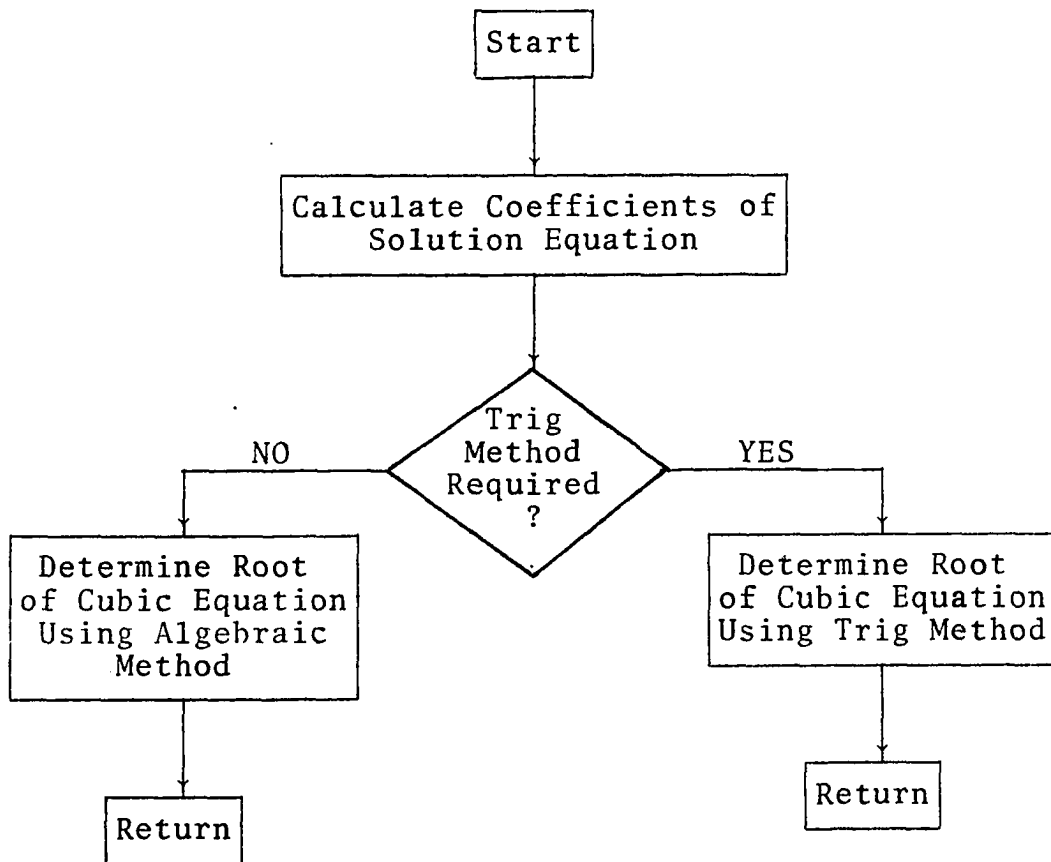 Start
Calculate Coefficients of
Solution Equation
Trig
Method
Required
?
NO
YES
Determine Root
of Cubic Equation
Using Algebraic
Method
Determine Root
of Cubic Equation
Using Trig Method
Return
Return